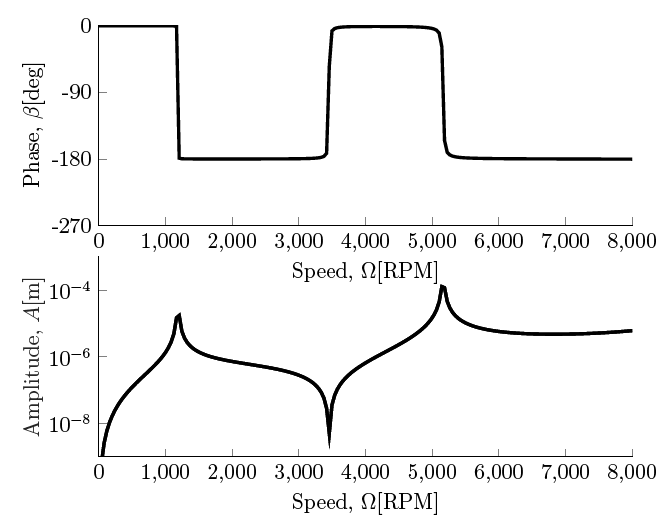 0
-90
-180
-270
Phase, β[deg]
0 1,000 2,000 3,000 4,000 5,000 6,000 7,000 8,000
Speed, Ω[RPM]
10⁻⁴
10⁻⁶
10⁻⁸
Amplitude, A[m]
0 1,000 2,000 3,000 4,000 5,000 6,000 7,000 8,000
Speed, Ω[RPM]